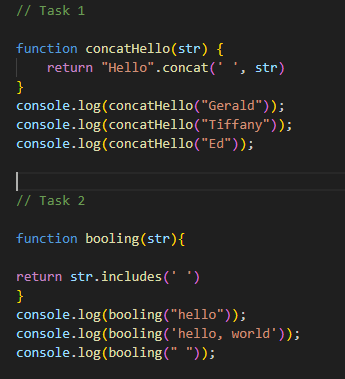 // Task 1
function concatHello(str) {
return "Hello".concat(' ', str)
}
console.log(concatHello("Gerald"));
console.log(concatHello("Tiffany"));
console.log(concatHello("Ed"));
// Task 2
function booling(str){
return str.includes(' ')
}
console.log(booling("hello"));
console.log(booling('hello, world'));
console.log(booling(" "));